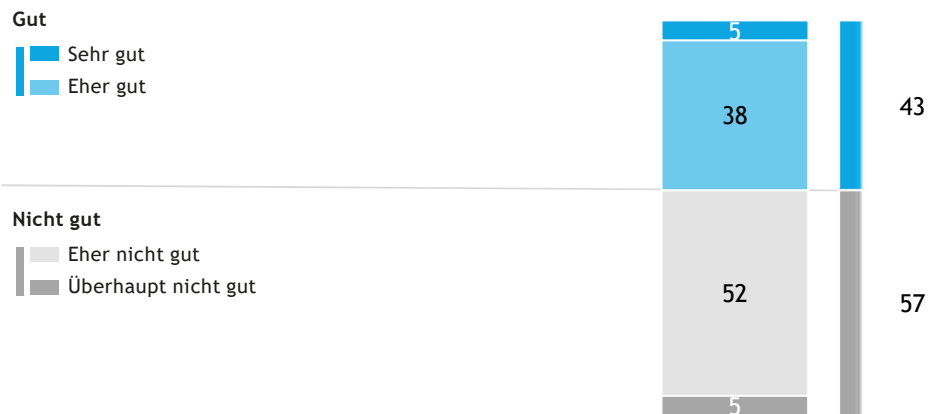 Gut
Sehr gut
Eher gut
5
38
43
Nicht gut
Eher nicht gut
Überhaupt nicht gut
52
57
5